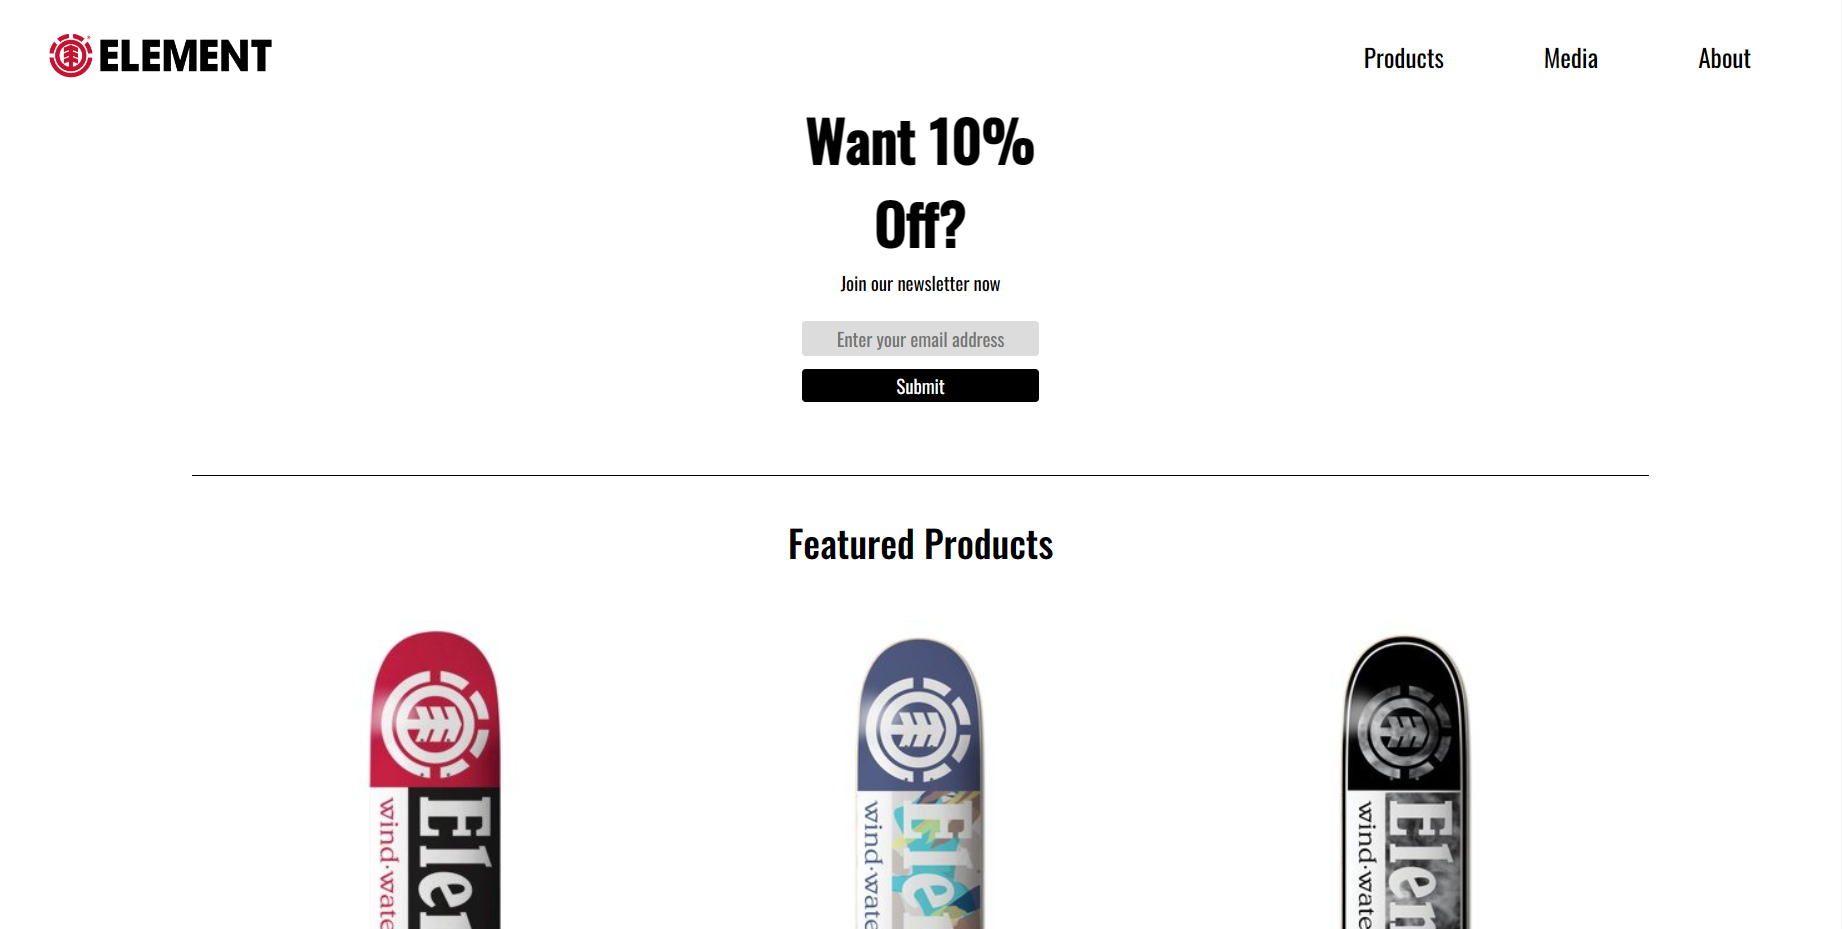 ELEMENT
Products
Media
About
Want 10%
Off?
Join our newsletter now
Enter your email address
Submit
Featured Products
wind·wate
Elem
wind·wate
Elem
wind·wate
Elem